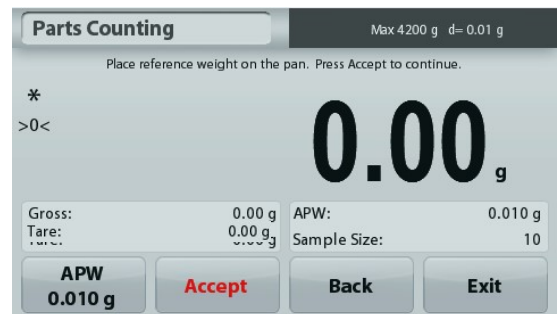 Parts Counting
Max 4200 g d= 0.01 g
Place reference weight on the pan. Press Accept to continue.
*
>0<
0.00 g
Gross: 0.00 g
Tare: 0.00 g
APW: 0.010 g
Sample Size: 10
APW
0.010 g
Accept
Back
Exit